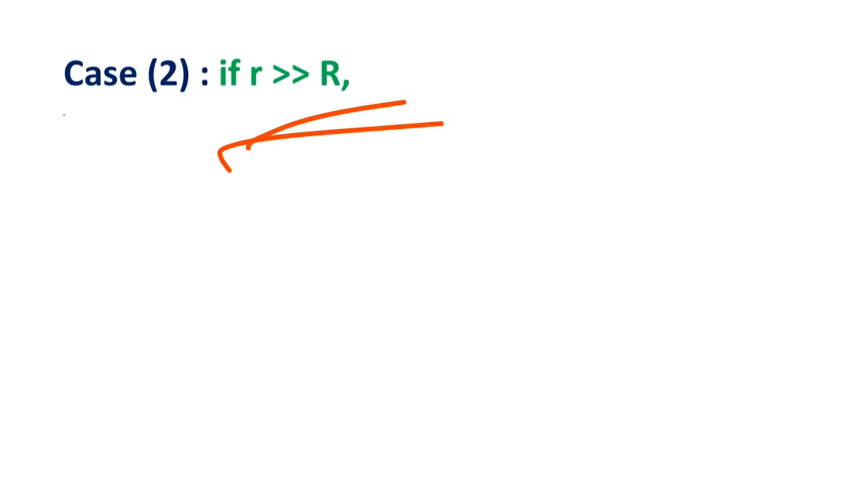 Case (2) : if r >> R,